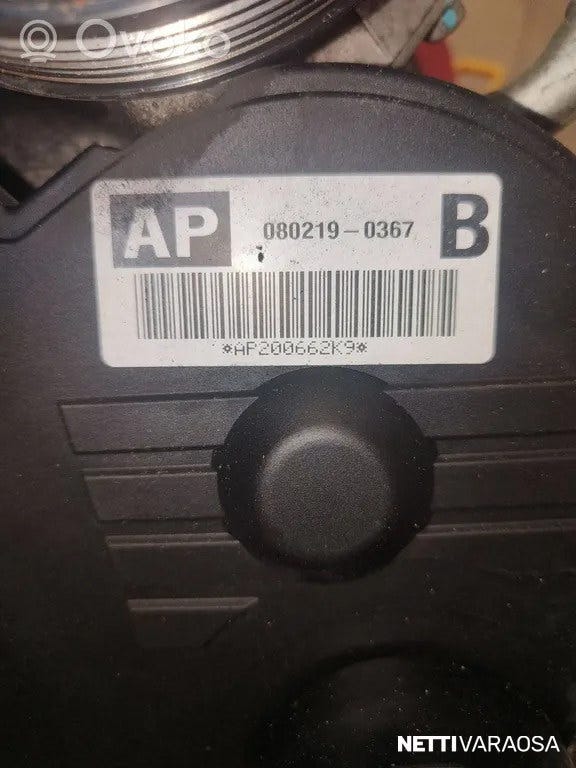 Ovoko
AP 080219-0367 B
*AP200662K9*
NETTIVARAOSA